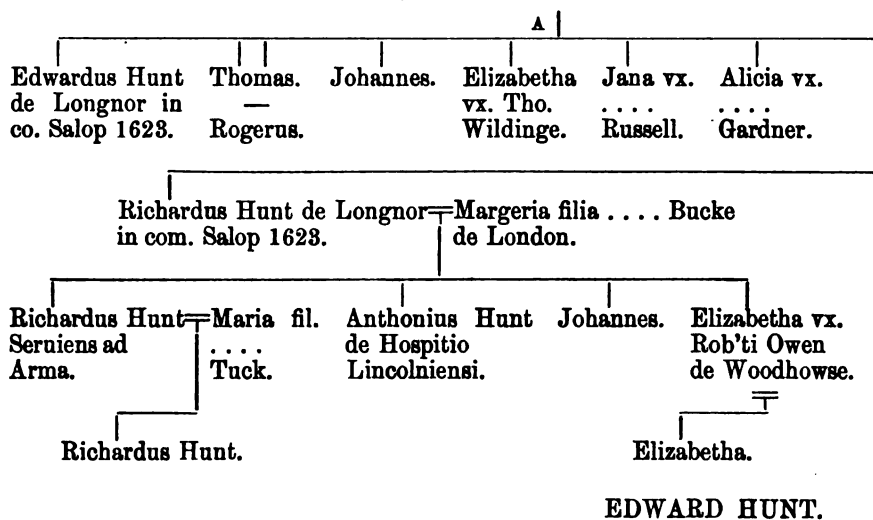 A
Edwardus Hunt Thomas. Johannes. Elizabetha Jana vx. Alicia vx.
de Longnor in — vx. Tho. . . . . . . . .
co. Salop 1623. Rogerus. Wildinge. Russell. Gardner.
Richardus Hunt de Longnor Margeria filia . . . . Bucke
in com. Salop 1623. de London.
Richardus Hunt Maria fil. Anthonius Hunt Johannes. Elizabetha vx.
Seruiens ad . . . . de Hospitio Rob'ti Owen
Arma. Tuck. Lincolniensi. de Woodhowse.
Richardus Hunt. Elizabetha.
EDWARD HUNT.